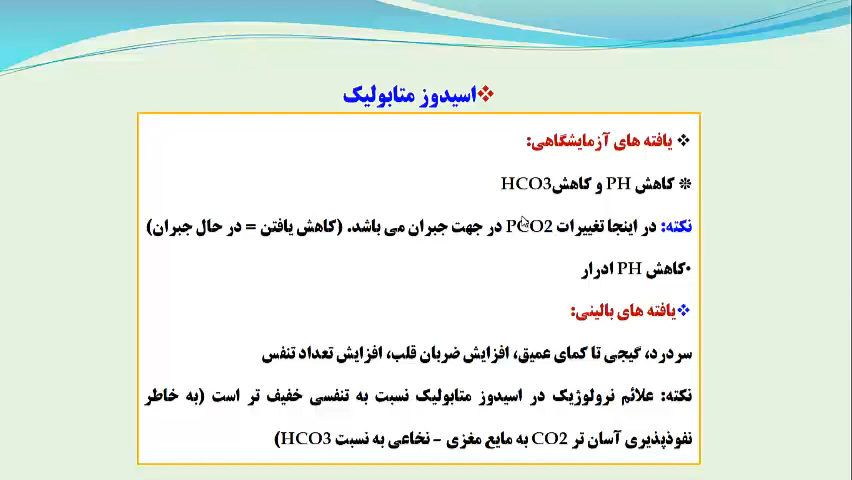 ❖اسیدوز متابولیک
❖ یافته های آزمایشگاهی:
❊ کاهش PH و کاهشHCO3
نکته: در اینجا تغییرات PCO2 در جهت جبران می باشد. (کاهش یافتن = در حال جبران)
•کاهش PH ادرار
❖یافته های بالینی:
سردرد، گیجی تا کمای عمیق، افزایش ضربان قلب، افزایش تعداد تنفس
نکته: علائم نرولوژیک در اسیدوز متابولیک نسبت به تنفسی خفیف تر است (به خاطر
نفوذپذیری آسان تر CO2 به مایع مغزی - نخاعی به نسبت HCO3)